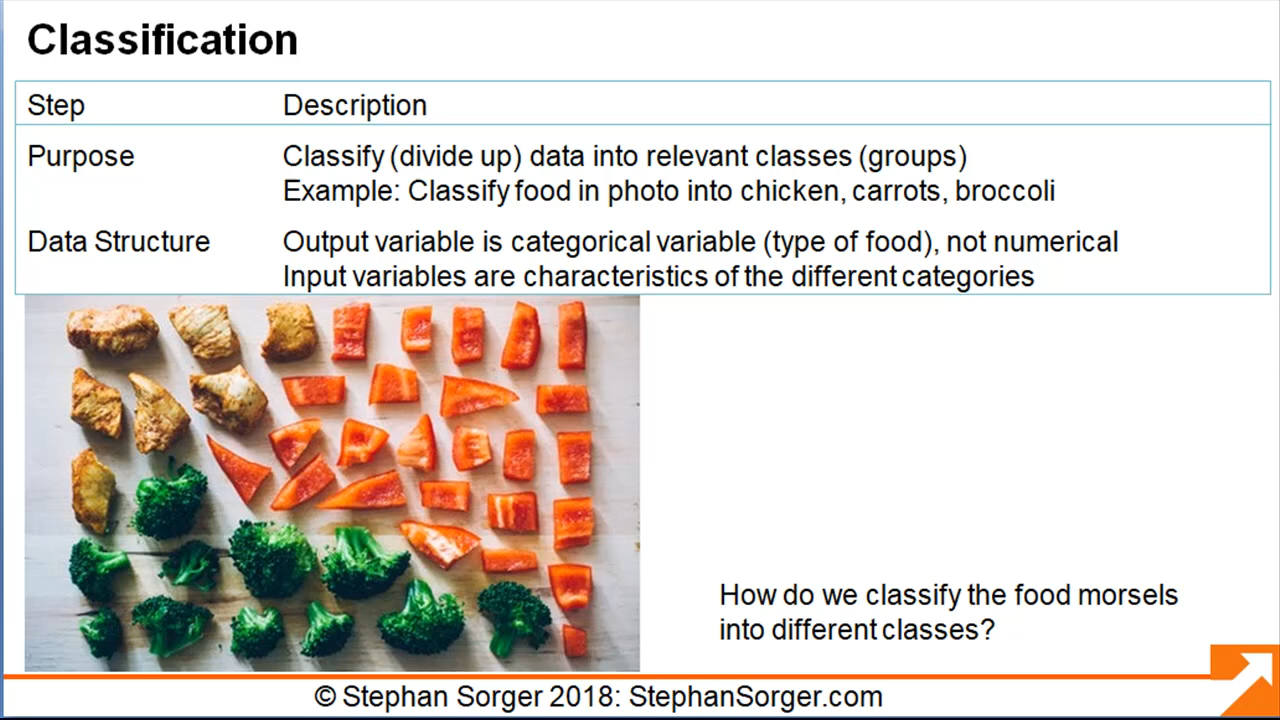 Classification
Step Description
Purpose Classify (divide up) data into relevant classes (groups)
Example: Classify food in photo into chicken, carrots, broccoli
Data Structure Output variable is categorical variable (type of food), not numerical
Input variables are characteristics of the different categories
How do we classify the food morsels
into different classes?
© Stephan Sorger 2018: StephanSorger.com